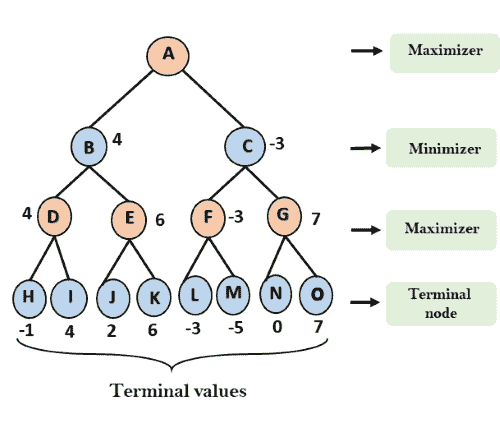 A
Maximizer
B 4
C -3
Minimizer
4 D
E 6
F -3
G 7
Maximizer
H I J K L M N O
Terminal
node
-1 4 2 6 -3 -5 0 7
Terminal values